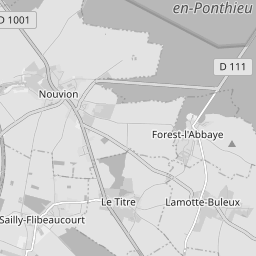 en-Ponthieu
D 1001
D 111
Nouvion
Forest-l'Abbaye
Le Titre
Lamotte-Buleux
Sailly-Flibeaucourt